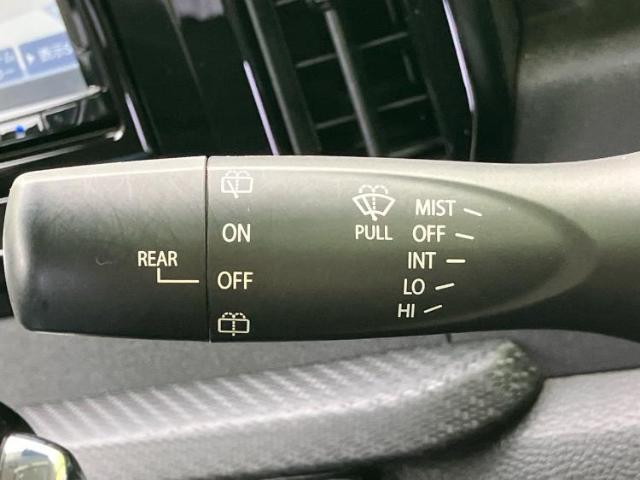 MIST
PULL OFF
ON
INT
REAR
OFF
LO
HI